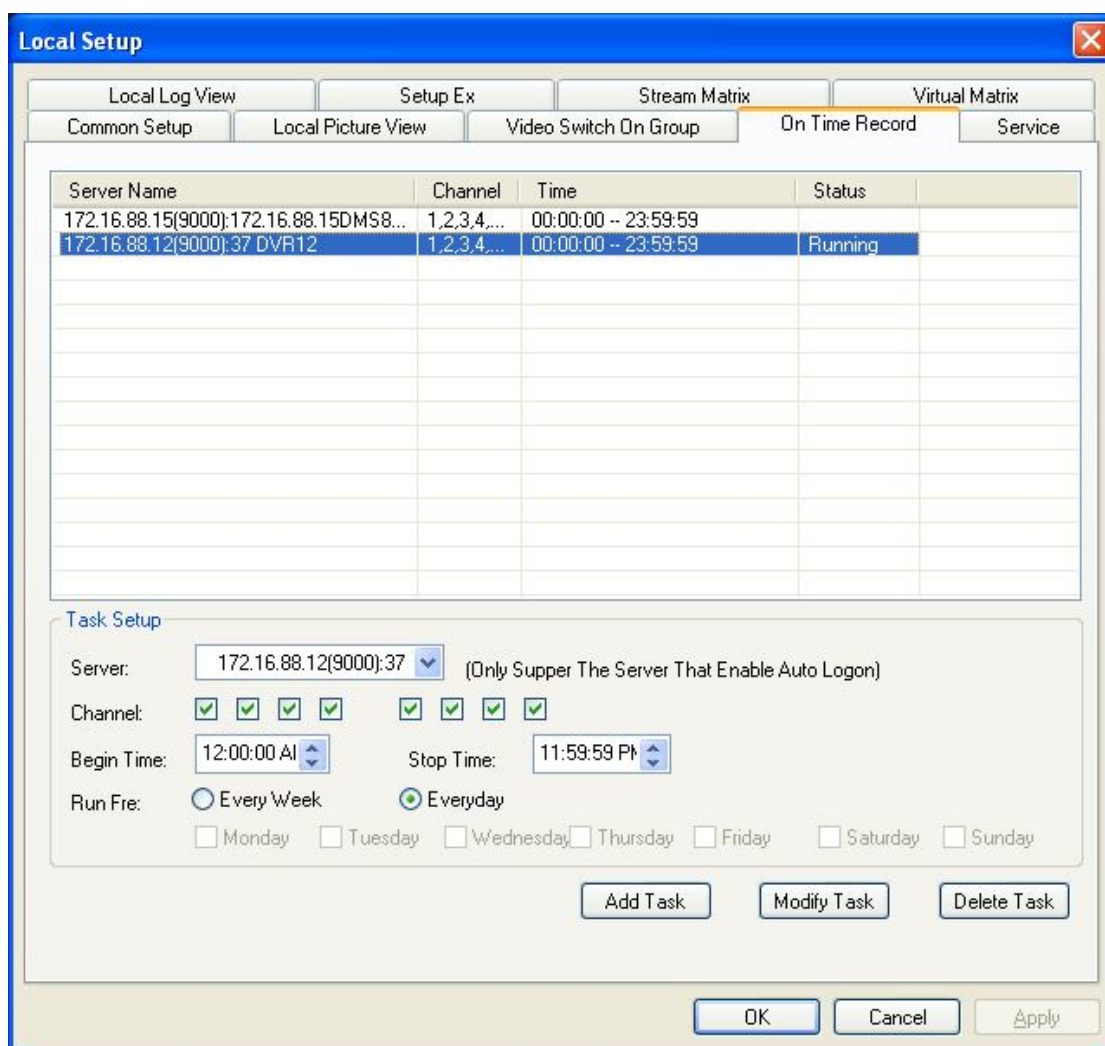 Local Setup
Local Log View Setup Ex Stream Matrix Virtual Matrix
Common Setup Local Picture View Video Switch On Group On Time Record Service
Server Name Channel Time Status
172.16.88.15(9000):172.16.88.15DMS8... 1,2,3,4,... 00:00:00 -- 23:59:59
172.16.88.12(9000):37 DVR12 1,2,3,4,... 00:00:00 -- 23:59:59 Running
Task Setup
Server: 172.16.88.12(9000):37 (Only Supper The Server That Enable Auto Logon)
Channel:
Begin Time: 12:00:00 Al Stop Time: 11:59:59 PM
Run Fre: Every Week Everyday
Monday Tuesday Wednesday Thursday Friday Saturday Sunday
Add Task Modify Task Delete Task
OK Cancel Apply